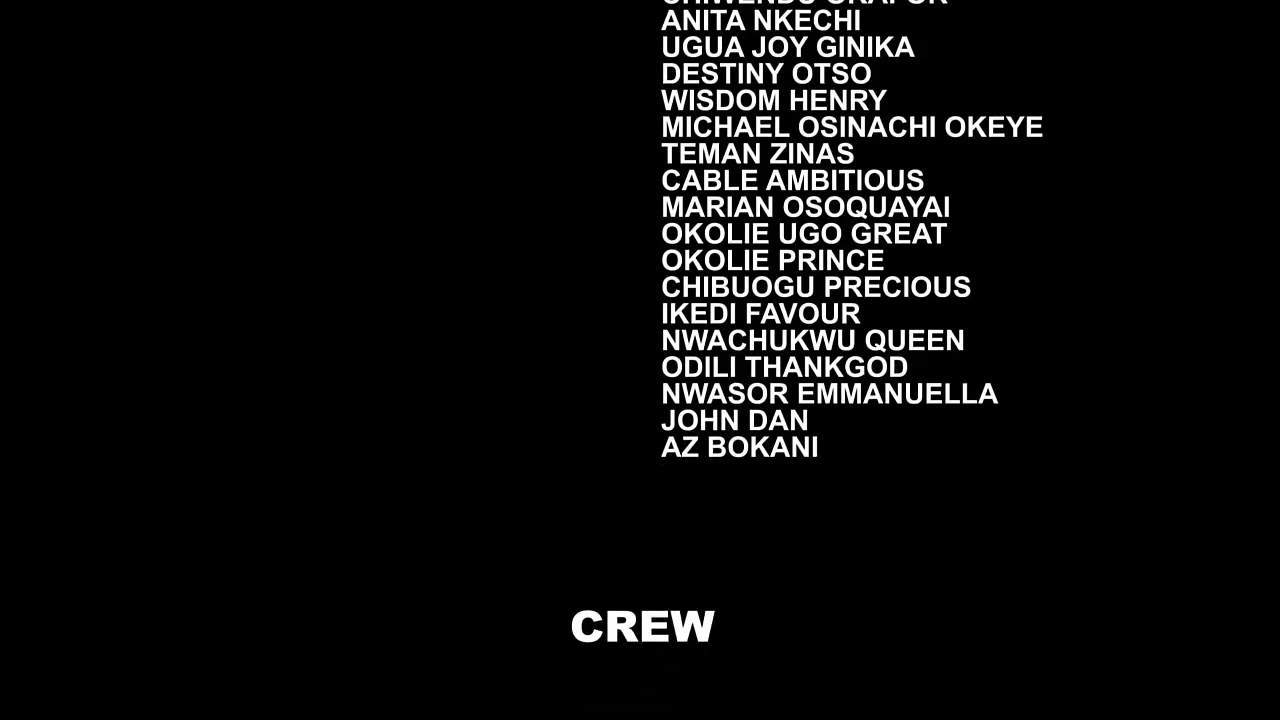 ANITA NKECHI
UGUA JOY GINIKA
DESTINY OTSO
WISDOM HENRY
MICHAEL OSINACHI OKEYE
TEMAN ZINAS
CABLE AMBITIOUS
MARIAN OSOQUAYAI
OKOLIE UGO GREAT
OKOLIE PRINCE
CHIBUOGU PRECIOUS
IKEDI FAVOUR
NWACHUKWU QUEEN
ODILI THANKGOD
NWASOR EMMANUELLA
JOHN DAN
AZ BOKANI
CREW